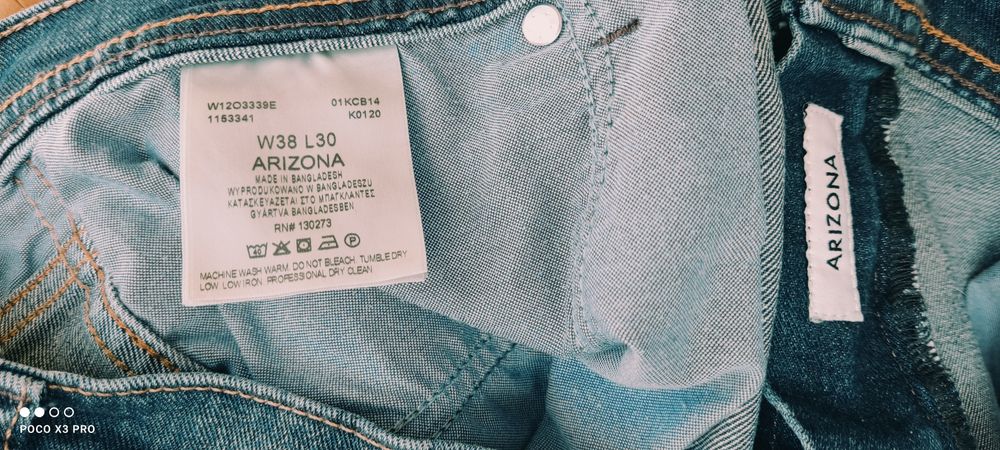 W12O3339E 01KCB14
1153341 K0120
W38 L30
ARIZONA
MADE IN BANGLADESH
WYPRODUKOWANO W BANGLADESZU
ΚΑΤΑΣΚΕΥΑΖΕΤΑΙ ΣΤΟ ΜΠΑΓΚΛΑΝΤΕΣ
GYÁRTVA BANGLADESBEN
RN# 130273
40 P
MACHINE WASH WARM. DO NOT BLEACH. TUMBLE DRY
LOW. LOW IRON. PROFESSIONAL DRY CLEAN
ARIZONA
POCO X3 PRO